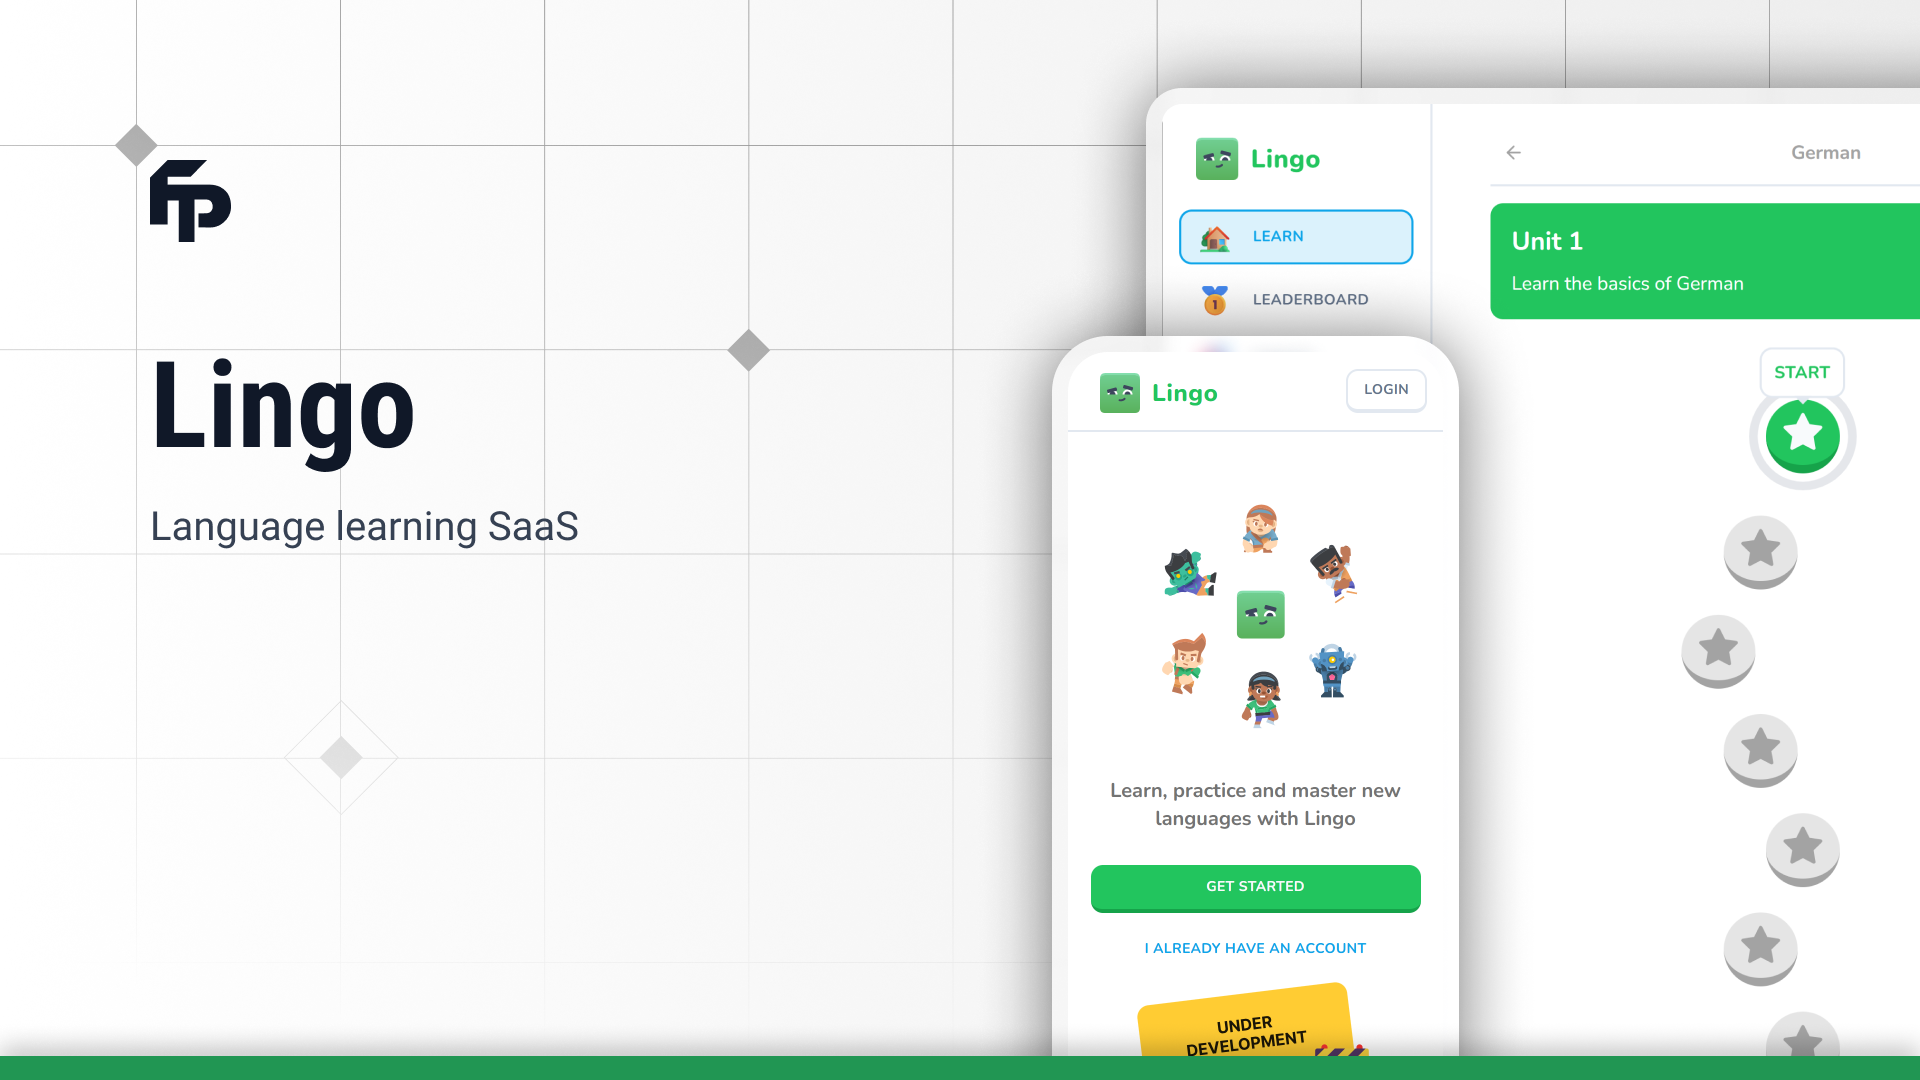 Lingo
Language learning SaaS
Lingo
LEARN
LEADERBOARD
German
Unit 1
Learn the basics of German
START
Lingo
LOGIN
Learn, practice and master new
languages with Lingo
GET STARTED
I ALREADY HAVE AN ACCOUNT
UNDER
DEVELOPMENT